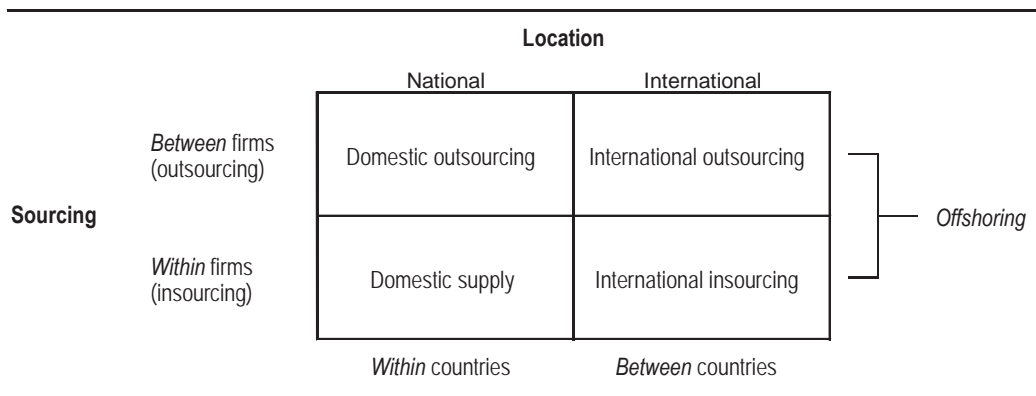 Location
National International
Between firms
(outsourcing)
Domestic outsourcing International outsourcing
Sourcing
Offshoring
Within firms
(insourcing)
Domestic supply International insourcing
Within countries Between countries